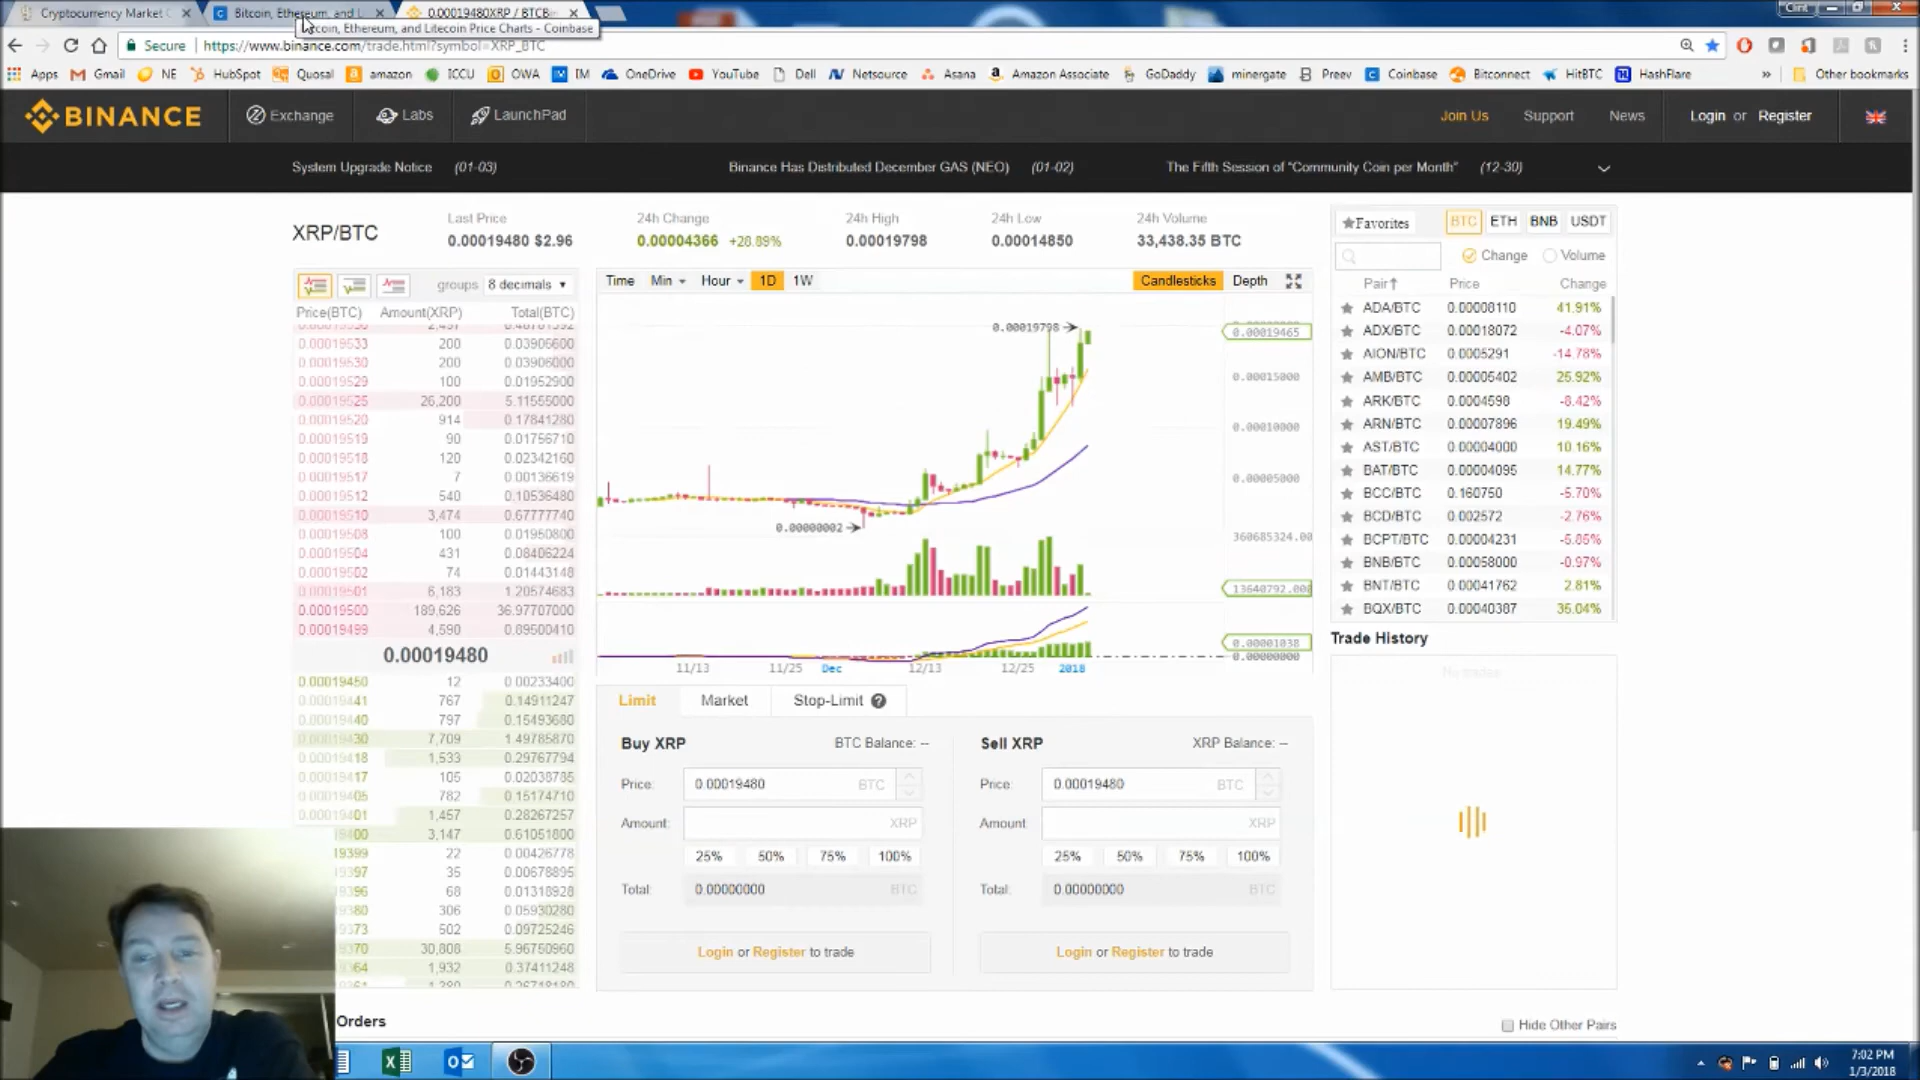 Cryptocurrency Market C
Bitcoin, Ethereum, and L
0.00019480XRP / BTCBi
Clint
coin, Ethereum, and Litecoin Price Charts - Coinbase
Secure
https://www.binance.com/trade.html?symbol=XRP_BTC
Apps
Gmail
NE
HubSpot
Quosal
amazon
ICCU
OWA
IM
OneDrive
YouTube
Dell
Netsource
Asana
Amazon Associate
GoDaddy
minergate
Preev
Coinbase
Bitconnect
HitBTC
HashFlare
Other bookmarks
BINANCE
Exchange
Labs
LaunchPad
Join Us
Support
News
Login or Register
System Upgrade Notice (01-03)
Binance Has Distributed December GAS (NEO) (01-02)
The Fifth Session of "Community Coin per Month" (12-30)
XRP/BTC
Last Price
0.00019480 $2.96
24h Change
0.00004366 +28.89%
24h High
0.00019798
24h Low
0.00014850
24h Volume
33,438.35 BTC
groups 8 decimals
Price(BTC) Amount(XRP) Total(BTC)
0.00019533 200 0.03906600
0.00019530 200 0.03906000
0.00019529 100 0.01952900
0.00019525 26,200 5.11555000
0.00019520 914 0.17841280
0.00019519 90 0.01756710
0.00019518 120 0.02342160
0.00019517 7 0.00136619
0.00019512 540 0.10536480
0.00019510 3,474 0.67777740
0.00019508 100 0.01950800
0.00019504 431 0.08406224
0.00019502 74 0.01443148
0.00019501 6,183 1.20574683
0.00019500 189,626 36.97707000
0.00019499 4,590 0.89500410
0.00019480
0.00019450 12 0.00233400
0.00019441 767 0.14911247
0.00019440 797 0.15493680
0.00019430 7,709 1.49785870
0.00019418 1,533 0.29767794
0.00019417 105 0.02038785
0.00019405 782 0.15174710
0.00019401 1,457 0.28267257
19400 3,147 0.61051800
19399 22 0.00426778
19397 35 0.00678895
19396 68 0.01318928
19380 306 0.05930280
19373 502 0.09725246
19370 30,808 5.96750960
19364 1,932 0.37411248
Time
Min
Hour
1D
1W
Candlesticks
Depth
0.00019798
0.00019465
0.00015000
0.00010000
0.00005000
0.00000002
360685324.00
13640792.000
0.00001038
0.00000000
11/13
11/25
Dec
12/13
12/25
2018
Limit
Market
Stop-Limit
Buy XRP
BTC Balance: --
Price: 0.00019480 BTC
Amount: XRP
25% 50% 75% 100%
Total: 0.00000000 BTC
Login or Register to trade
Sell XRP
XRP Balance: --
Price: 0.00019480 BTC
Amount XRP
25% 50% 75% 100%
Total: 0.00000000 BTC
Login or Register to trade
Favorites
BTC
ETH
BNB
USDT
Change
Volume
Pair Price Change
ADA/BTC 0.00008110 41.91%
ADX/BTC 0.00018072 -4.07%
AION/BTC 0.0005291 -14.78%
AMB/BTC 0.00005402 25.92%
ARK/BTC 0.0004598 -8.42%
ARN/BTC 0.00007896 19.49%
AST/BTC 0.00004000 10.16%
BAT/BTC 0.00004095 14.77%
BCC/BTC 0.160750 -5.70%
BCD/BTC 0.002572 -2.76%
BCPT/BTC 0.00004231 -5.85%
BNB/BTC 0.00058000 -0.97%
BNT/BTC 0.00041762 2.81%
BQX/BTC 0.00040387 35.04%
Trade History
Orders
Hide Other Pairs
7:02 PM
1/3/2018